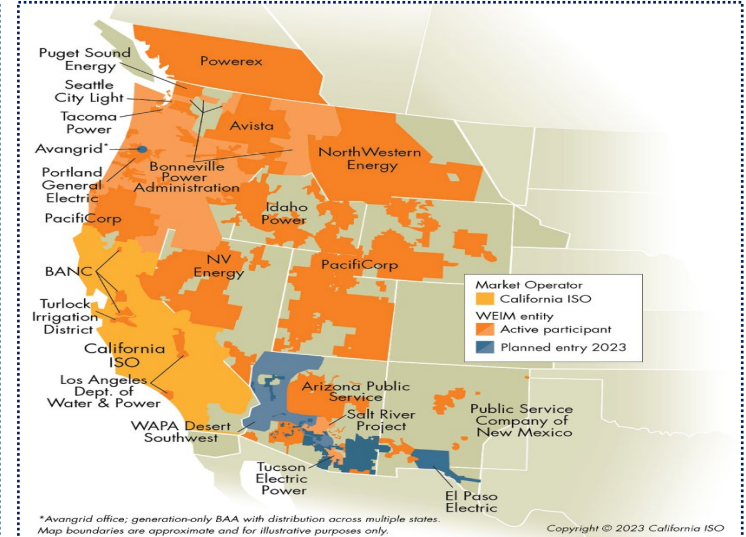 Powerex
Puget Sound
Energy
Seattle
City Light
Tacoma
Power
Avangrid*
Portland
General
Electric
PacifiCorp
Avista
Bonneville
Power
Administration
NorthWestern
Energy
Idaho
Power
BANC
NV
Energy
PacifiCorp
Turlock
Irrigation
District
California
ISO
Los Angeles
Dept. of
Water & Power
Market Operator
California ISO
WEIM entity
Active participant
Planned entry 2023
Arizona Public
Service
Salt River
Project
WAPA Desert
Southwest
Public Service
Company of
New Mexico
Tucson
Electric
Power
El Paso
Electric
*Avangrid office; generation-only BAA with distribution across multiple states.
Map boundaries are approximate and for illustrative purposes only.
Copyright © 2023 California ISO